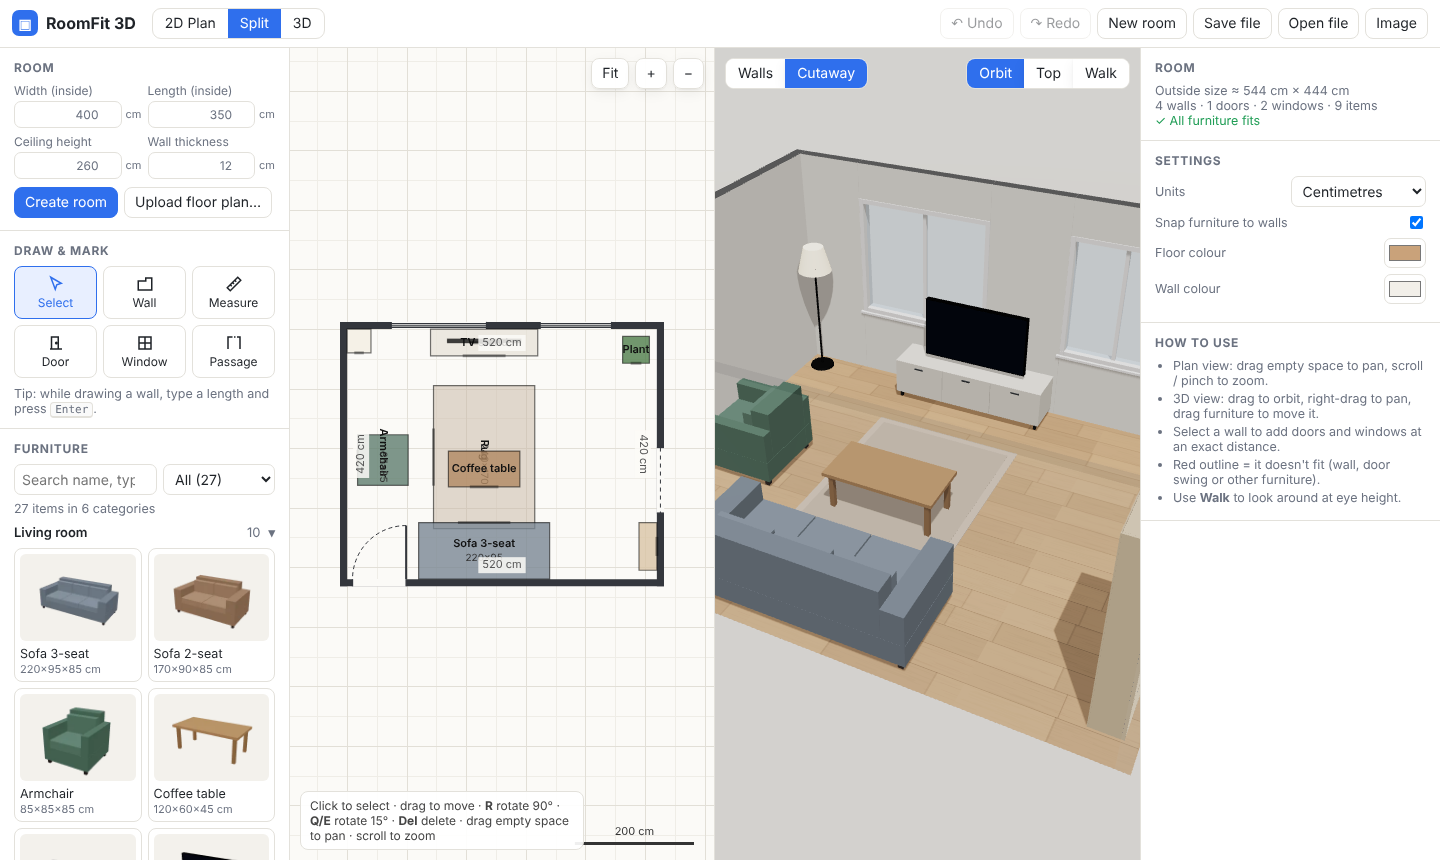 RoomFit 3D
2D Plan
Split
3D
↶ Undo
↷ Redo
New room
Save file
Open file
Image
ROOM
Width (inside)
Length (inside)
400 cm
350 cm
Ceiling height
Wall thickness
260 cm
12 cm
Create room
Upload floor plan...
DRAW & MARK
Select
Wall
Measure
Door
Window
Passage
Tip: while drawing a wall, type a length and
press Enter.
FURNITURE
Search name, typ
All (27)
27 items in 6 categories
Living room
10 ▾
Sofa 3-seat
220×95×85 cm
Sofa 2-seat
170×90×85 cm
Armchair
85×85×85 cm
Coffee table
120×60×45 cm
Fit
+
−
TV
520 cm
Plant
Armchair
420 cm
Coffee table
420 cm
Sofa 3-seat
220×95
520 cm
Click to select · drag to move · R rotate 90° ·
Q/E rotate 15° · Del delete · drag empty space
to pan · scroll to zoom
200 cm
Walls
Cutaway
Orbit
Top
Walk
ROOM
Outside size ≈ 544 cm × 444 cm
4 walls · 1 doors · 2 windows · 9 items
✓ All furniture fits
SETTINGS
Units
Centimetres
Snap furniture to walls
Floor colour
Wall colour
HOW TO USE
• Plan view: drag empty space to pan, scroll
/ pinch to zoom.
• 3D view: drag to orbit, right-drag to pan,
drag furniture to move it.
• Select a wall to add doors and windows at
an exact distance.
• Red outline = it doesn't fit (wall, door
swing or other furniture).
• Use Walk to look around at eye height.